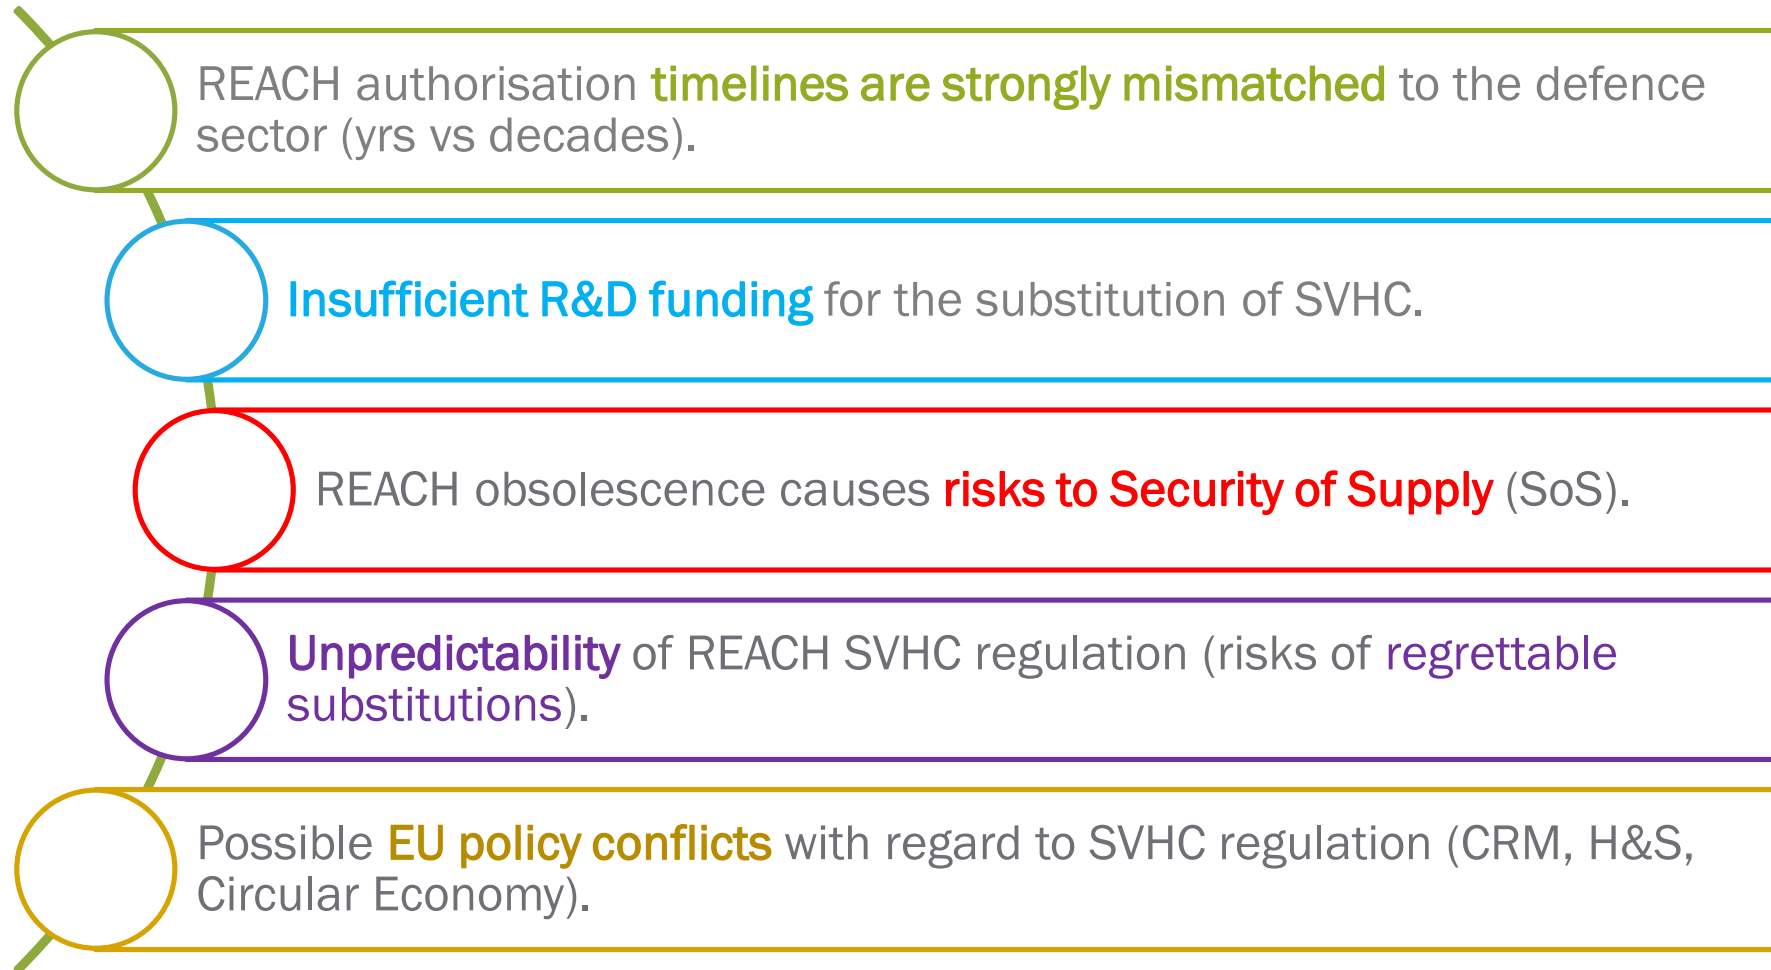 REACH authorisation timelines are strongly mismatched to the defence
sector (yrs vs decades).
Insufficient R&D funding for the substitution of SVHC.
REACH obsolescence causes risks to Security of Supply (SoS).
Unpredictability of REACH SVHC regulation (risks of regrettable
substitutions).
Possible EU policy conflicts with regard to SVHC regulation (CRM, H&S,
Circular Economy).